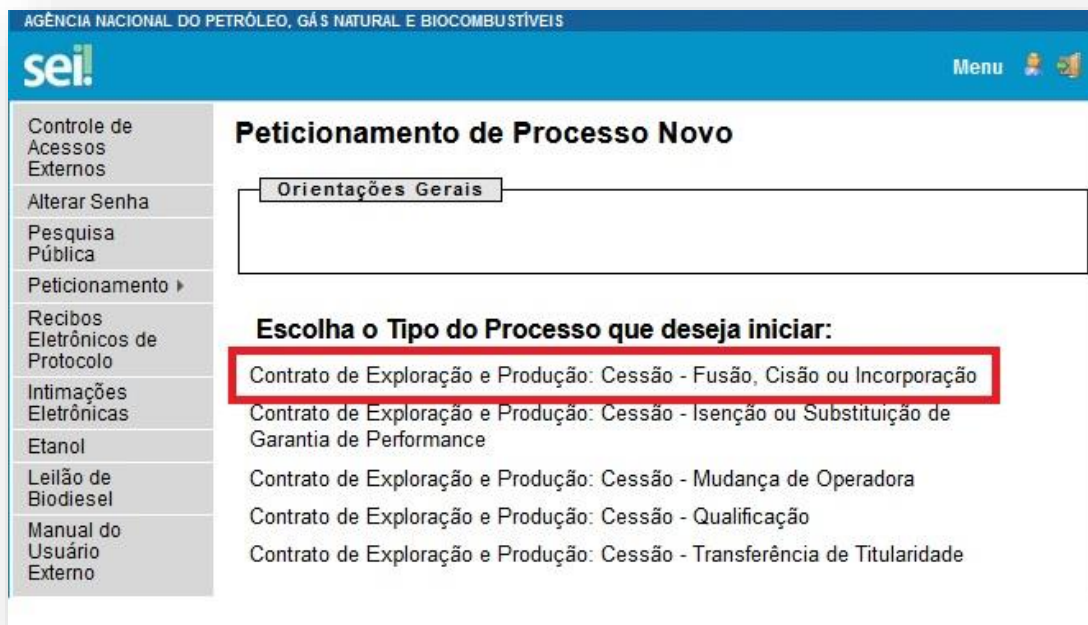 AGÊNCIA NACIONAL DO PETRÓLEO, GÁS NATURAL E BIOCOMBUSTÍVEIS
sei!
Menu
Controle de
Acessos
Externos
Alterar Senha
Pesquisa
Pública
Peticionamento
Recibos
Eletrônicos de
Protocolo
Intimações
Eletrônicas
Etanol
Leilão de
Biodiesel
Manual do
Usuário
Externo
Peticionamento de Processo Novo
Orientações Gerais
Escolha o Tipo do Processo que deseja iniciar:
Contrato de Exploração e Produção: Cessão - Fusão, Cisão ou Incorporação
Contrato de Exploração e Produção: Cessão - Isenção ou Substituição de
Garantia de Performance
Contrato de Exploração e Produção: Cessão - Mudança de Operadora
Contrato de Exploração e Produção: Cessão - Qualificação
Contrato de Exploração e Produção: Cessão - Transferência de Titularidade